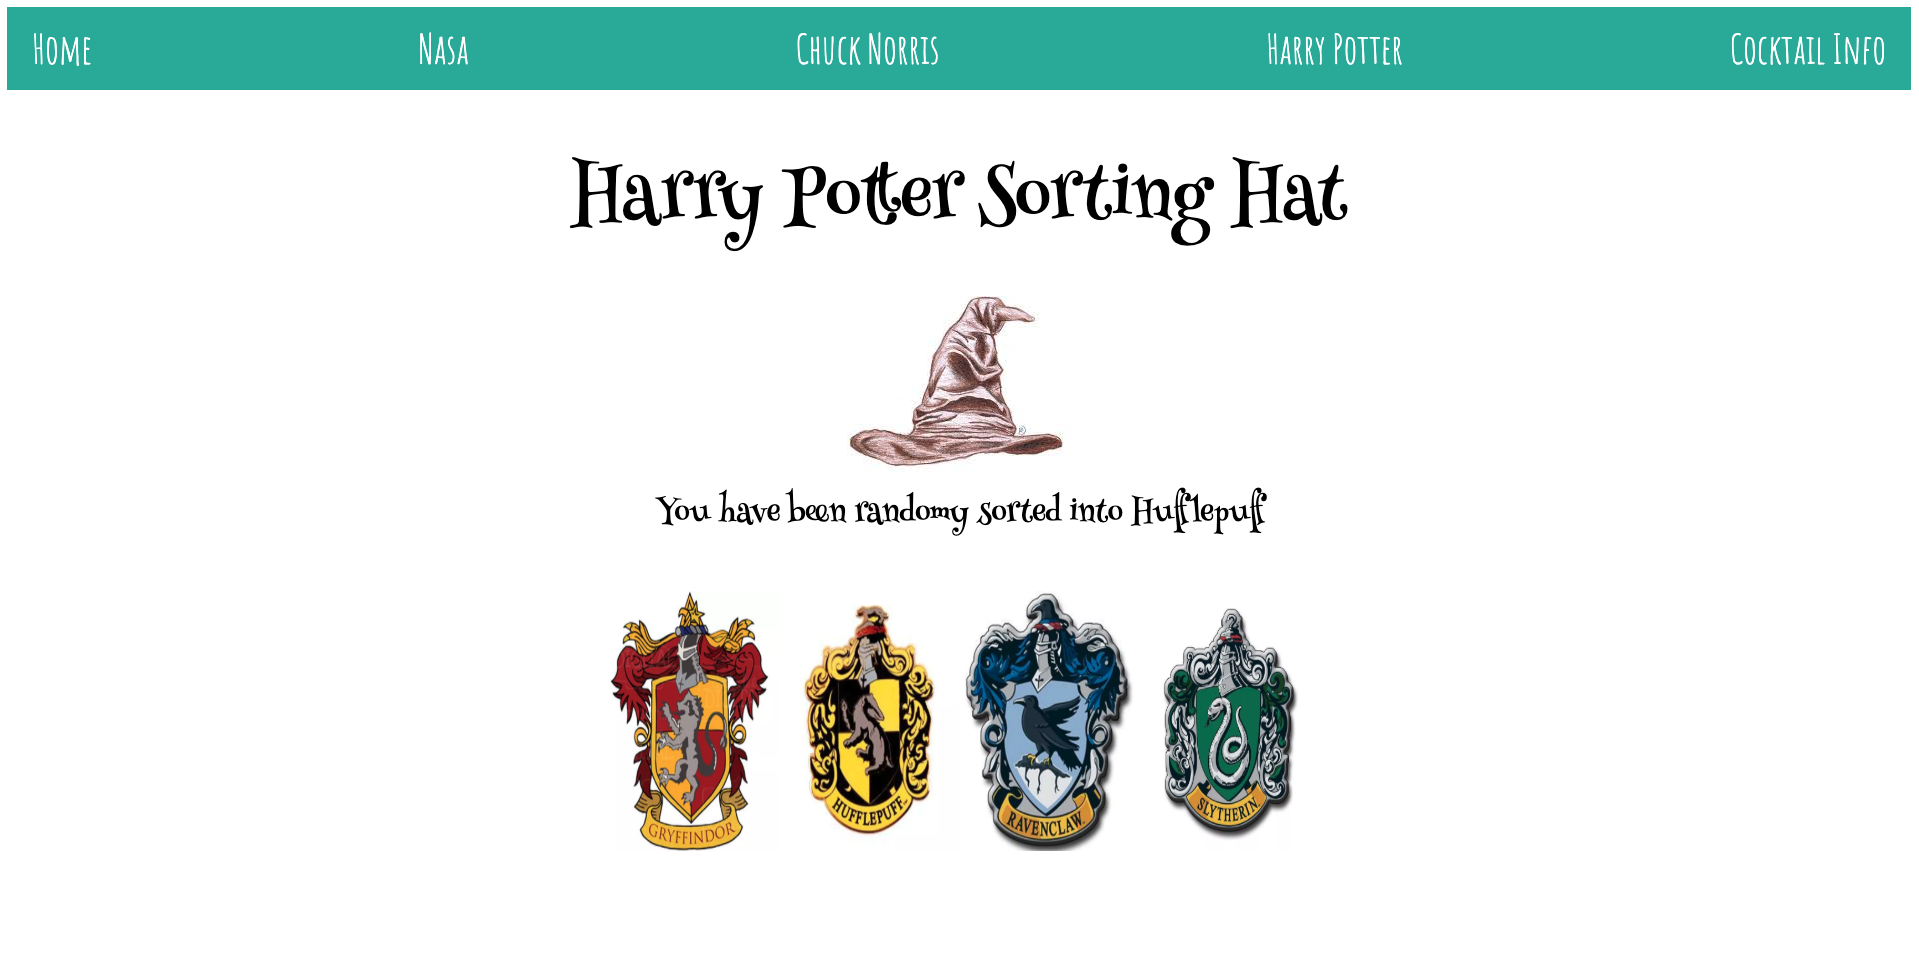 Home Nasa Chuck Norris Harry Potter Cocktail Info
Harry Potter Sorting Hat
You have been randomy sorted into Hufflepuff
GRYFFINDOR HUFFLEPUFF RAVENCLAW SLYTHERIN